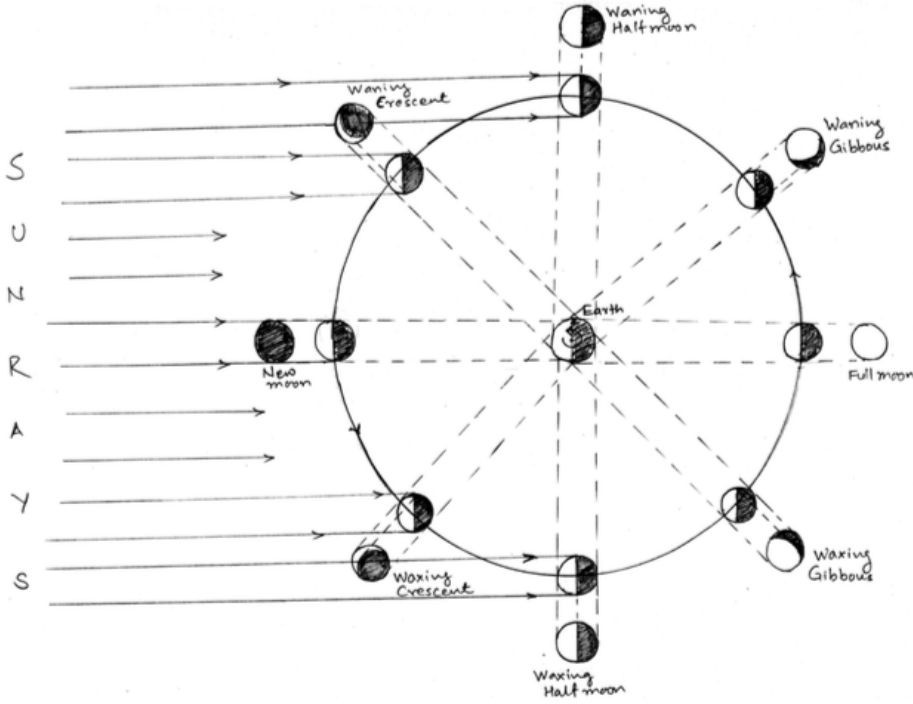 Waning
Half moon
Waning
Crescent
Waning
Gibbous
S
U
N
R
A
Y
S
Earth
New
moon
Full moon
Waxing
Crescent
Waxing
Gibbous
Waxing
Half moon